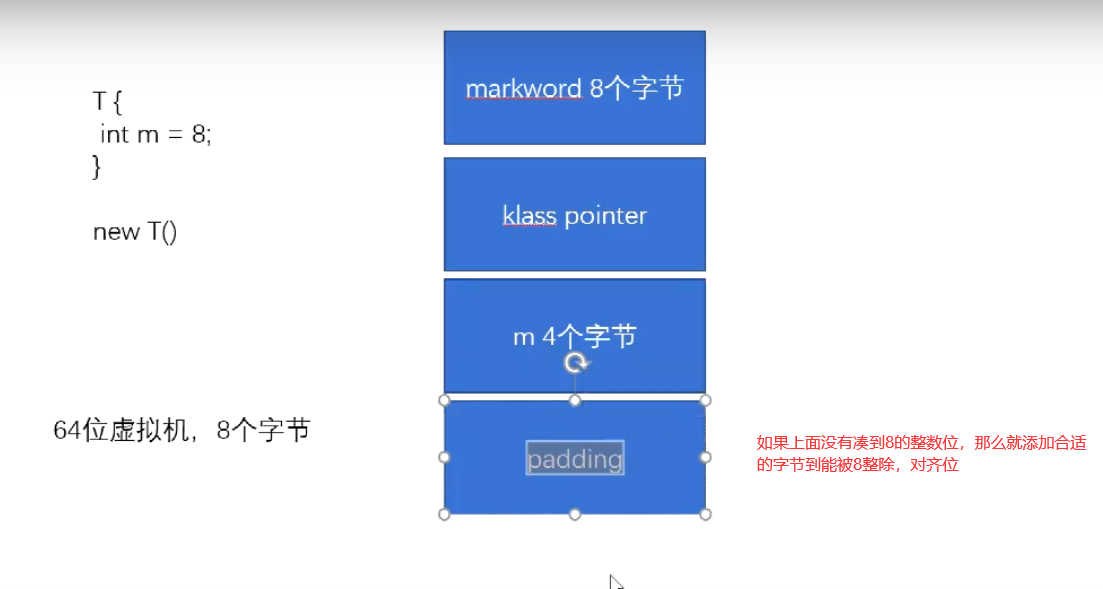 T {
int m = 8;
}
new T()
64位虚拟机，8个字节
markword 8个字节
klass pointer
m 4个字节
padding
如果上面没有凑到8的整数位，那么就添加合适
的字节到能被8整除，对齐位